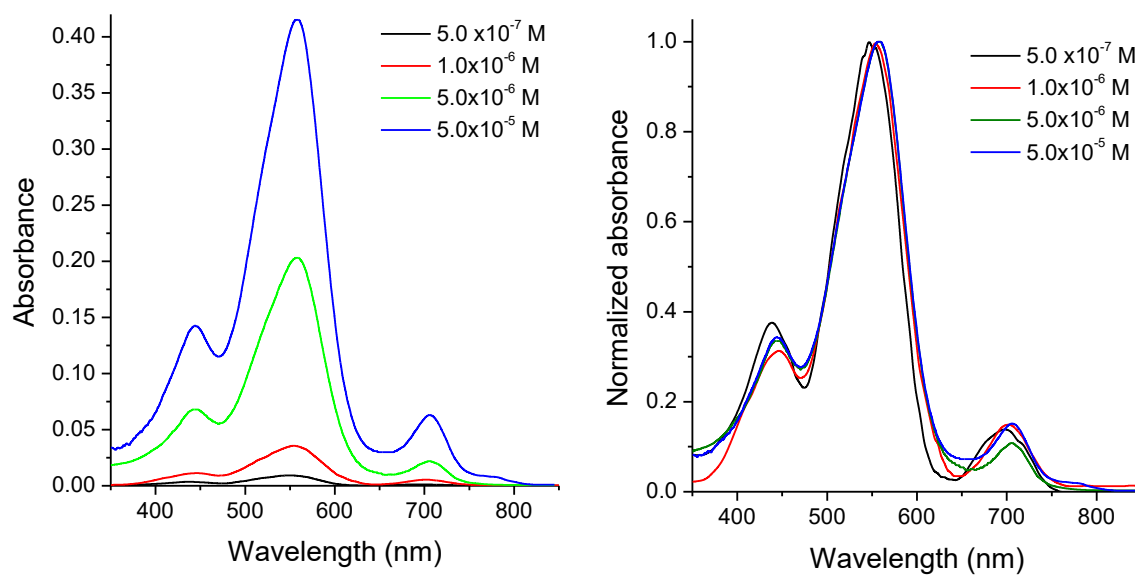 0.40
0.35
0.30
0.25
0.20
0.15
0.10
0.05
0.00
Absorbance
5.0 x10⁻⁷ M
1.0x10⁻⁶ M
5.0x10⁻⁶ M
5.0x10⁻⁵ M
400 500 600 700 800
Wavelength (nm)
1.0
0.8
0.6
0.4
0.2
0.0
Normalized absorbance
5.0 x10⁻⁷ M
1.0x10⁻⁶ M
5.0x10⁻⁶ M
5.0x10⁻⁵ M
400 500 600 700 800
Wavelength (nm)